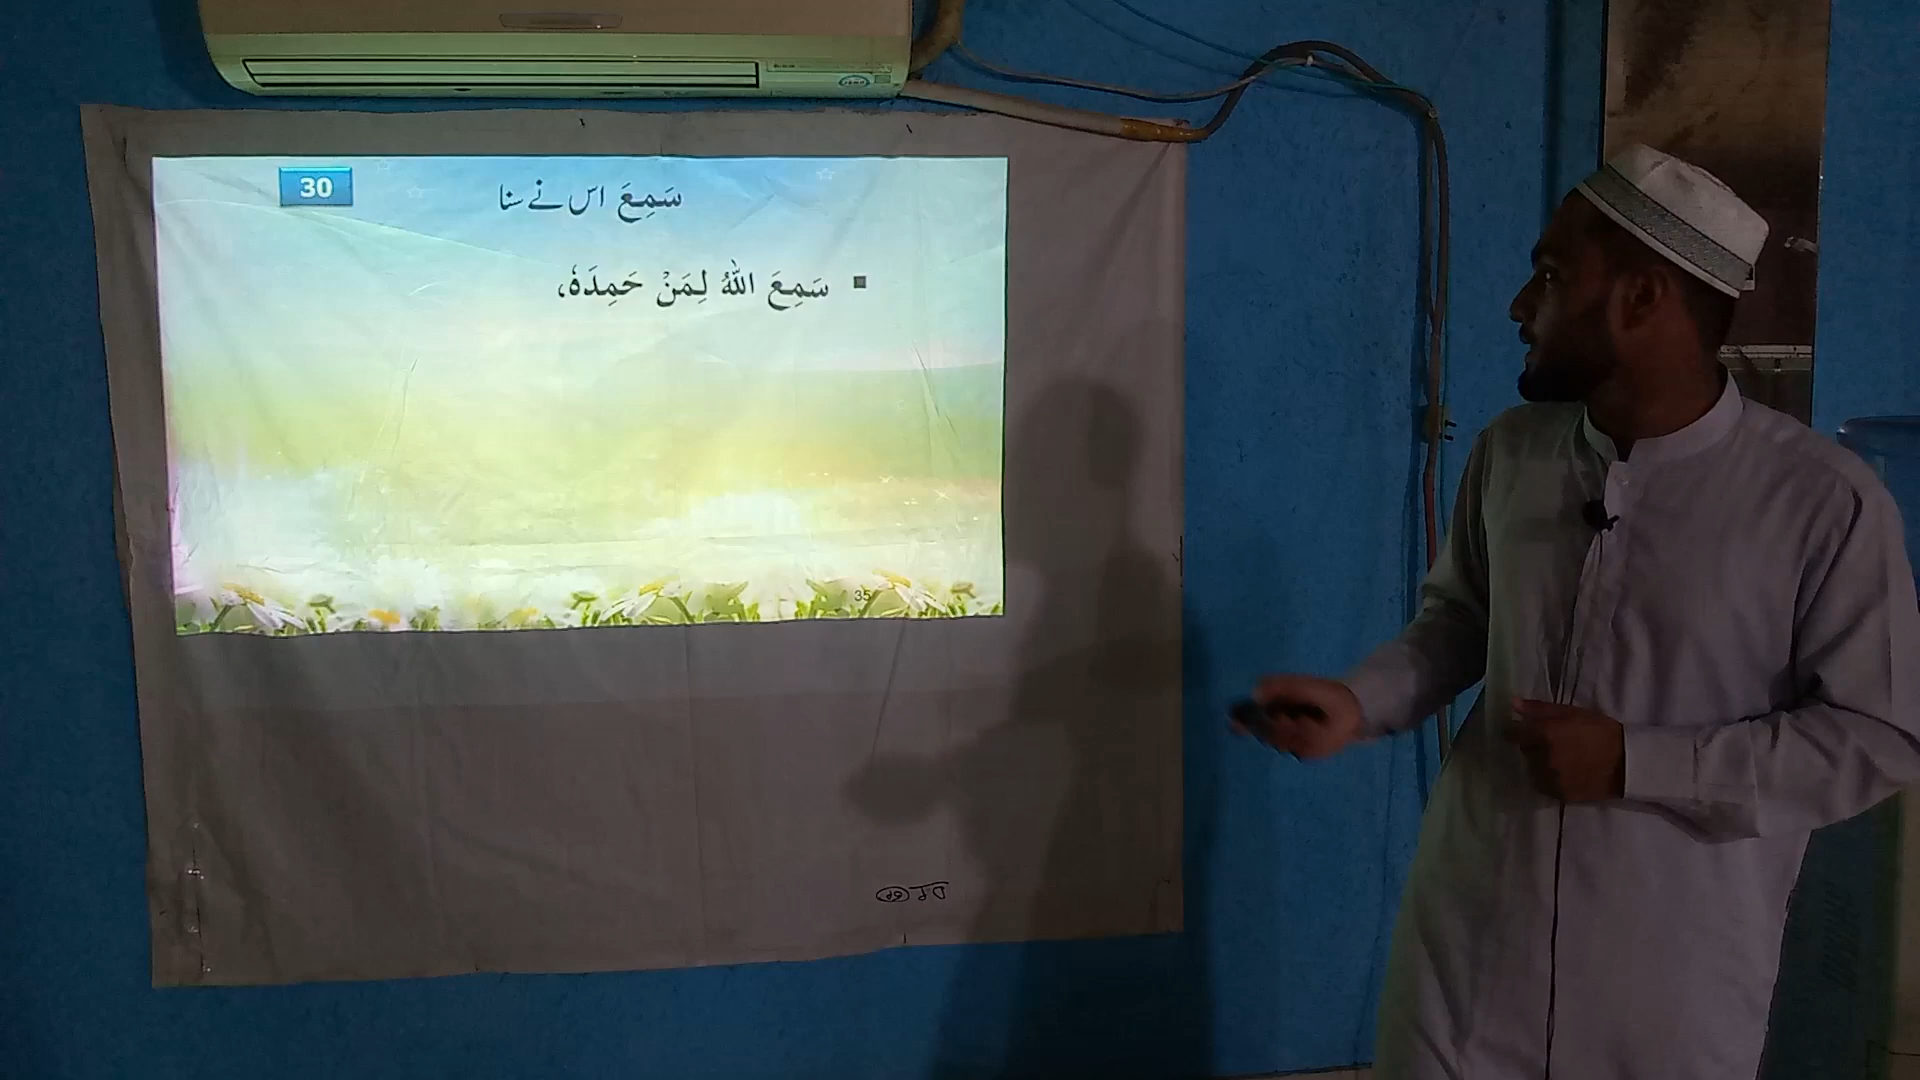 30
سَمِعَ اس نے سنا
▪ سَمِعَ اللّٰهُ لِمَنْ حَمِدَهٗ،
35